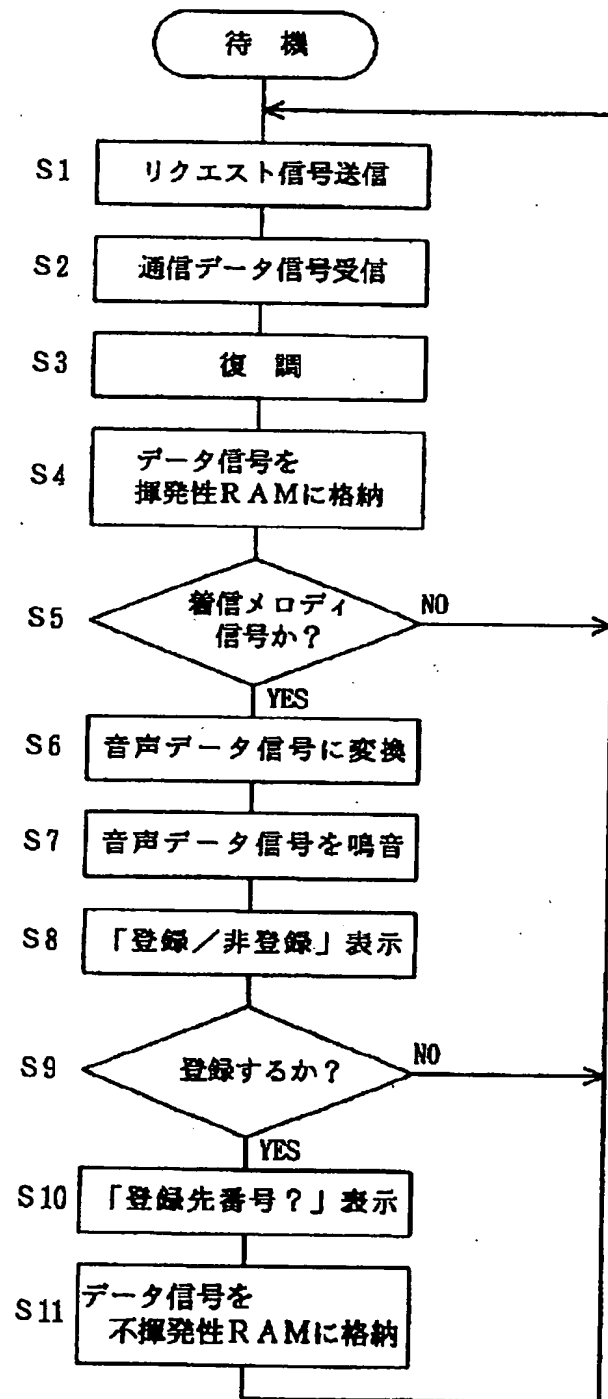 待 機
S1 リクエスト信号送信
S2 通信データ信号受信
S3 復 調
S4 データ信号を
揮発性RAMに格納
S5 着信メロディ
信号か?
NO
YES
S6 音声データ信号に変換
S7 音声データ信号を鳴音
S8 「登録/非登録」表示
S9 登録するか?
NO
YES
S10 「登録先番号?」表示
S11 データ信号を
不揮発性RAMに格納